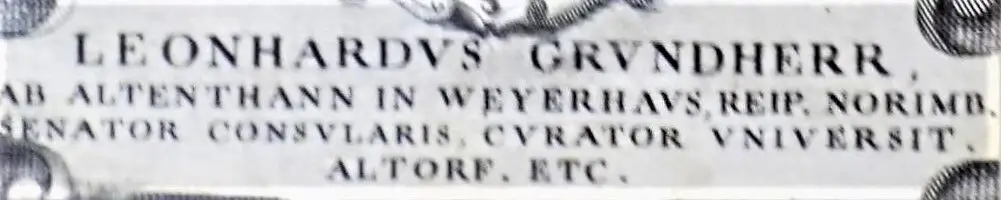 LEONHARDVS GRVNDHERR,
AB ALTENTHANN IN WEYERHAVS, REIP. NORIMB.
SENATOR CONSVLARIS, CVRATOR VNIVERSIT.
ALTORF. ETC.